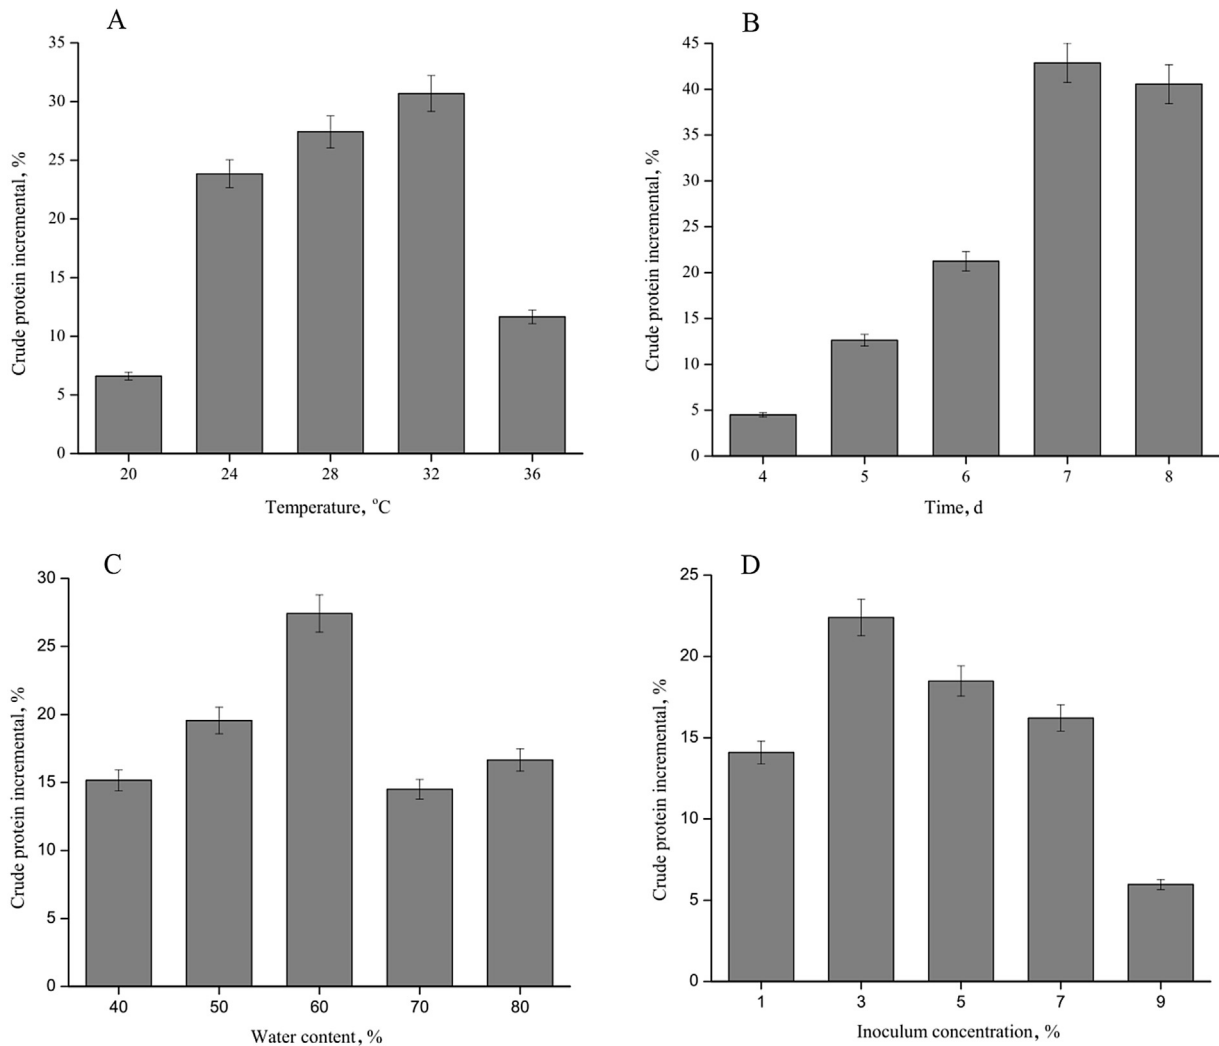 A
Crude protein incremental, %
35
30
25
20
15
10
5
0
20 24 28 32 36
Temperature, °C
B
Crude protein incremental, %
45
40
35
30
25
20
15
10
5
0
4 5 6 7 8
Time, d
C
Crude protein incremental, %
30
25
20
15
10
5
0
40 50 60 70 80
Water content, %
D
Crude protein incremental, %
25
20
15
10
5
0
1 3 5 7 9
Inoculum concentration, %